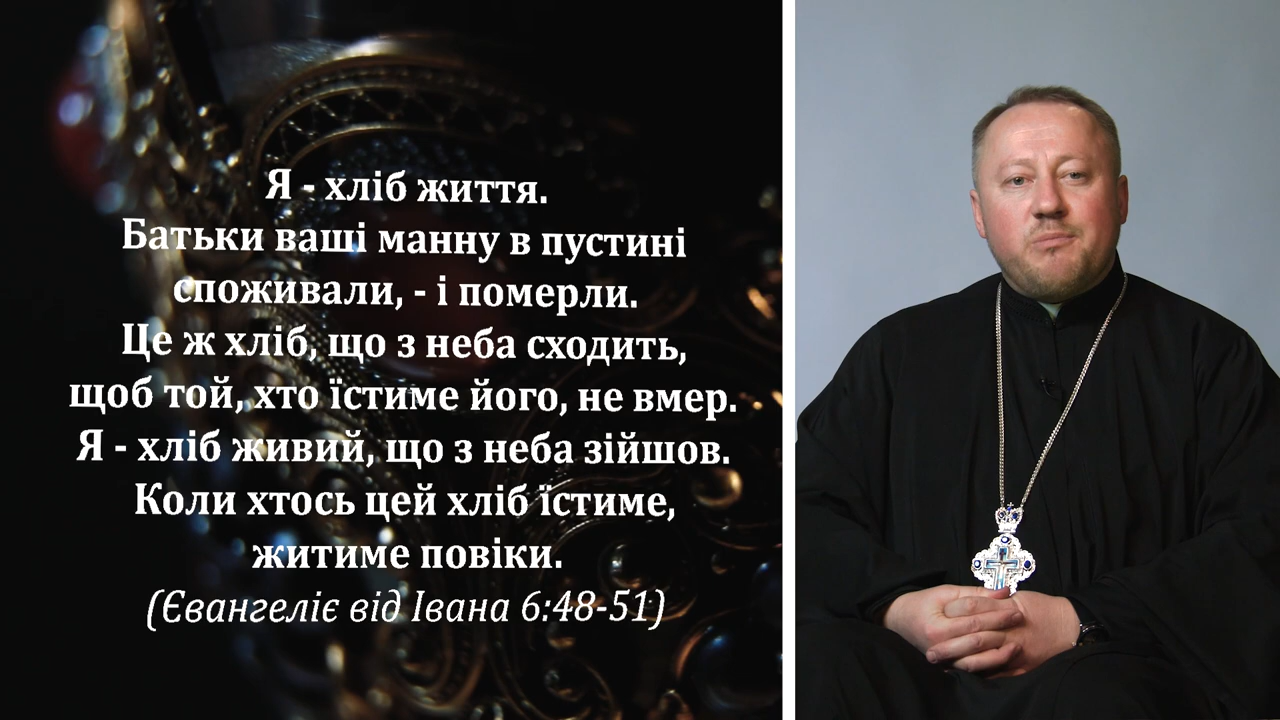 Я - хліб життя.
Батьки ваші манну в пустині
споживали, - і померли.
Це ж хліб, що з неба сходить,
щоб той, хто їстиме його, не вмер.
Я - хліб живий, що з неба зійшов.
Коли хтось цей хліб їстиме,
житиме повіки.
(Євангеліє від Івана 6:48-51)